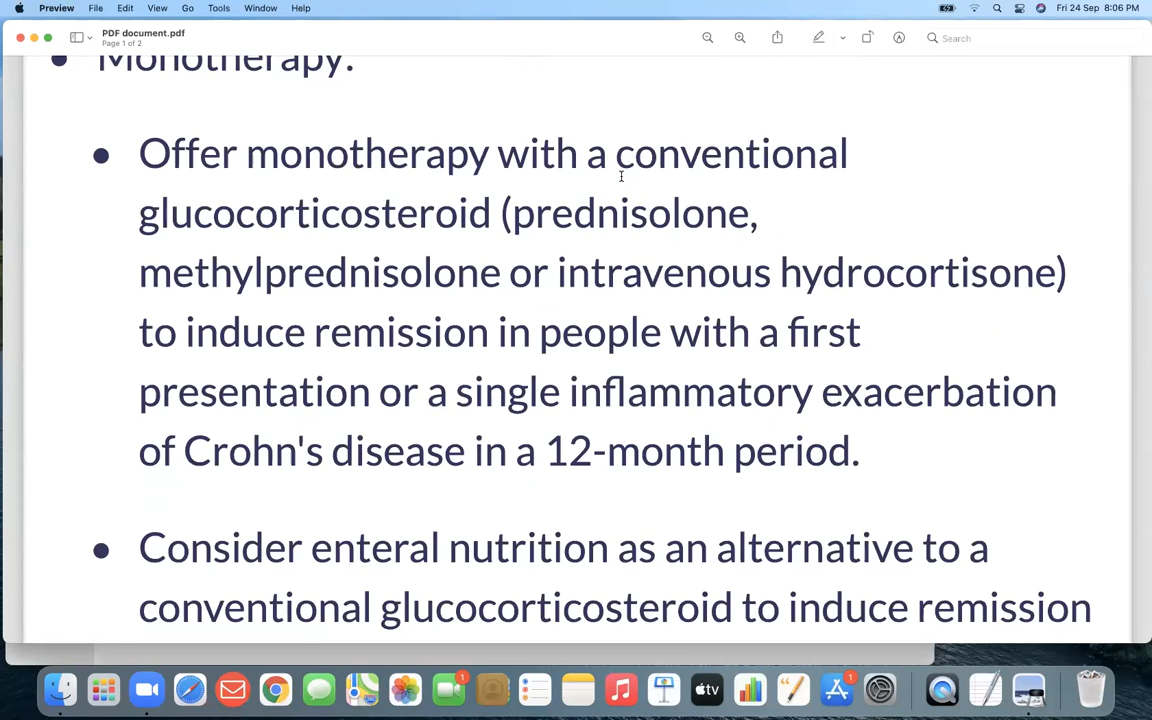 Preview File Edit View Go Tools Window Help Fri 24 Sep 8:06 PM
PDF document.pdf
Page 1 of 2
Search
Monotherapy:
• Offer monotherapy with a conventional
glucocorticosteroid (prednisolone,
methylprednisolone or intravenous hydrocortisone)
to induce remission in people with a first
presentation or a single inflammatory exacerbation
of Crohn's disease in a 12-month period.
• Consider enteral nutrition as an alternative to a
conventional glucocorticosteroid to induce remission
1
tv
1